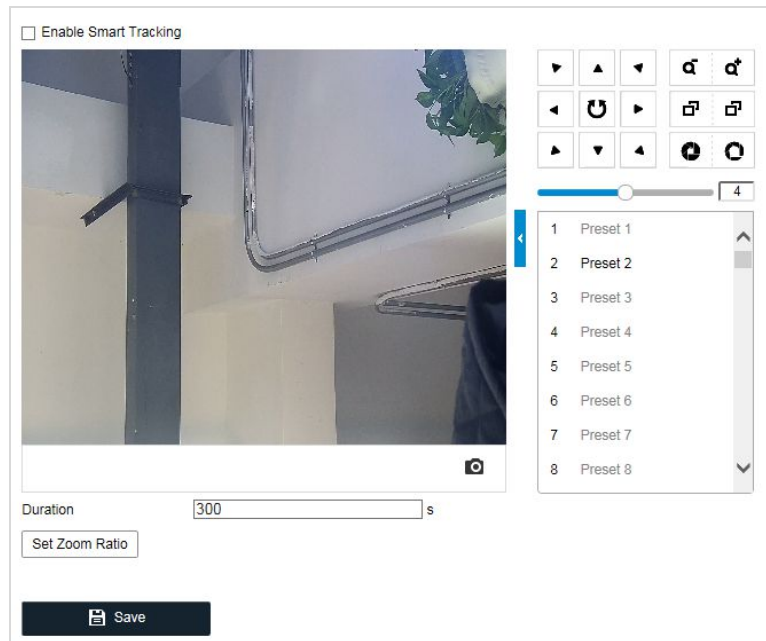 Enable Smart Tracking
4
1 Preset 1
2 Preset 2
3 Preset 3
4 Preset 4
5 Preset 5
6 Preset 6
7 Preset 7
8 Preset 8
Duration 300 s
Set Zoom Ratio
Save